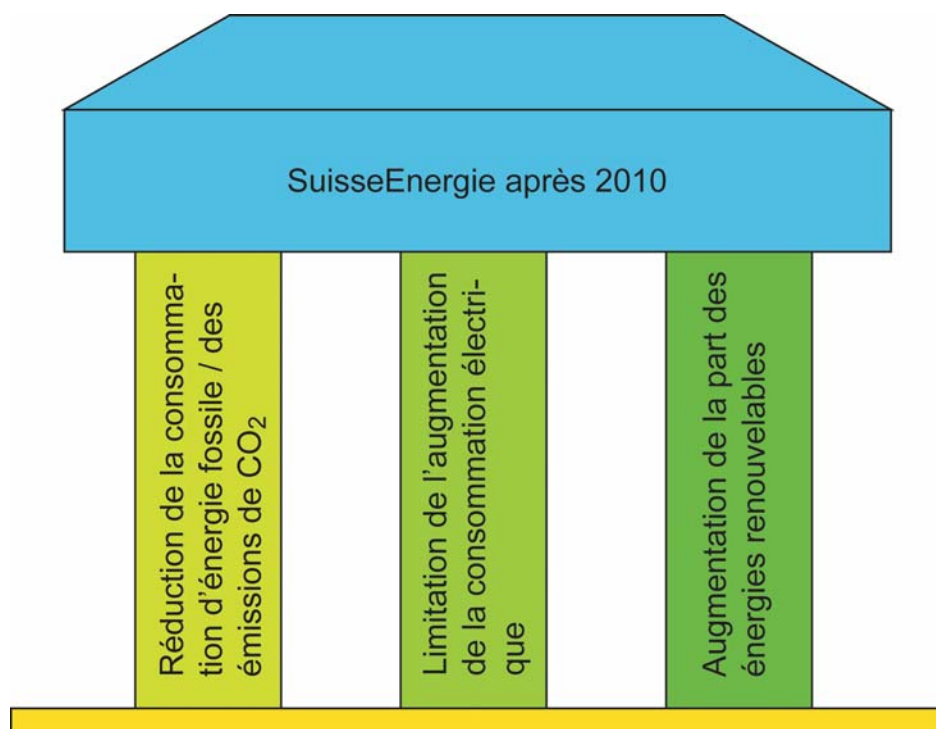 SuisseEnergie après 2010
Réduction de la consomma-
tion d'énergie fossile / des
émissions de CO₂
Limitation de l'augmentation
de la consommation électri-
que
Augmentation de la part des
énergies renouvelables